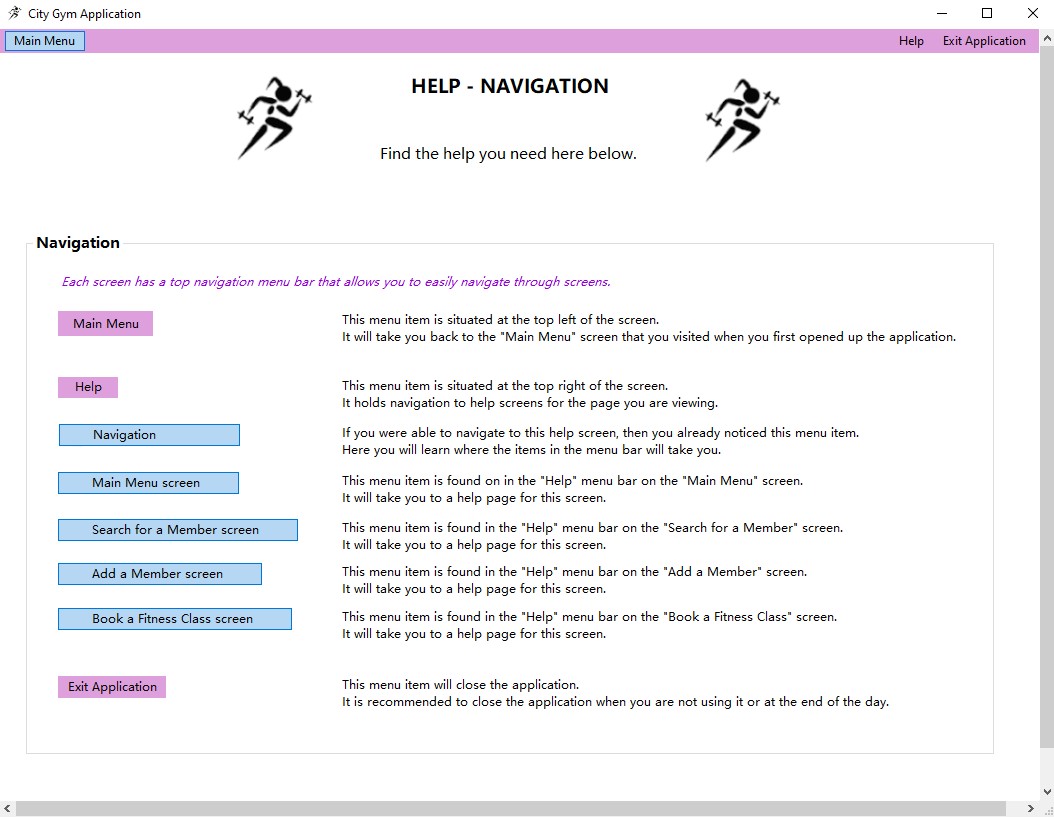 City Gym Application
Main Menu
Help
Exit Application
HELP - NAVIGATION
Find the help you need here below.
Navigation
Each screen has a top navigation menu bar that allows you to easily navigate through screens.
Main Menu
This menu item is situated at the top left of the screen.
It will take you back to the "Main Menu" screen that you visited when you first opened up the application.
Help
This menu item is situated at the top right of the screen.
It holds navigation to help screens for the page you are viewing.
Navigation
If you were able to navigate to this help screen, then you already noticed this menu item.
Here you will learn where the items in the menu bar will take you.
Main Menu screen
This menu item is found on in the "Help" menu bar on the "Main Menu" screen.
It will take you to a help page for this screen.
Search for a Member screen
This menu item is found in the "Help" menu bar on the "Search for a Member" screen.
It will take you to a help page for this screen.
Add a Member screen
This menu item is found in the "Help" menu bar on the "Add a Member" screen.
It will take you to a help page for this screen.
Book a Fitness Class screen
This menu item is found in the "Help" menu bar on the "Book a Fitness Class" screen.
It will take you to a help page for this screen.
Exit Application
This menu item will close the application.
It is recommended to close the application when you are not using it or at the end of the day.